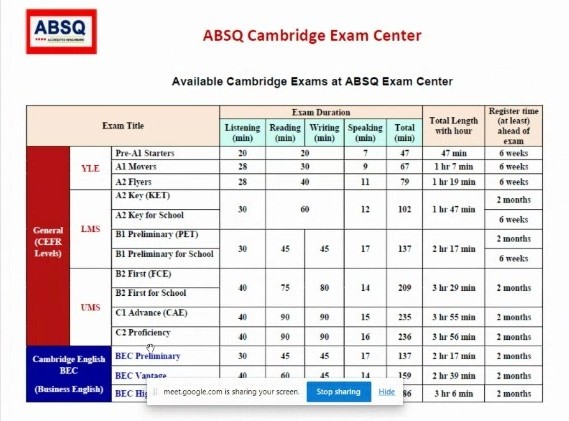 ABSQ
ABSQ Cambridge Exam Center
Available Cambridge Exams at ABSQ Exam Center
Exam Title Exam Duration Total Length with hour Register time (at least) ahead of exam
Listening (min) Reading (min) Writing (min) Speaking (min) Total (min)
General (CEFR Levels)
YLE
Pre-A1 Starters 20 20 7 47 47 min 6 weeks
A1 Movers 28 30 9 67 1 hr 7 min 6 weeks
A2 Flyers 28 40 11 79 1 hr 19 min 6 weeks
LMS
A2 Key (KET) 30 60 12 102 1 hr 47 min 2 months
A2 Key for School 6 weeks
B1 Preliminary (PET) 30 45 45 17 137 2 hr 17 min 2 months
B1 Preliminary for School 6 weeks
UMS
B2 First (FCE) 40 75 80 14 209 3 hr 29 min 2 months
B2 First for School
C1 Advance (CAE) 40 90 90 15 235 3 hr 55 min 2 months
C2 Proficiency 40 90 90 16 236 3 hr 56 min 2 months
Cambridge English BEC (Business English)
BEC Preliminary 30 45 45 17 137 2 hr 17 min 2 months
BEC Vantage 40 60 45 14 159 2 hr 39 min 2 months
BEC 86 3 hr 6 min 2 months
meet.google.com is sharing your screen. Stop sharing Hide